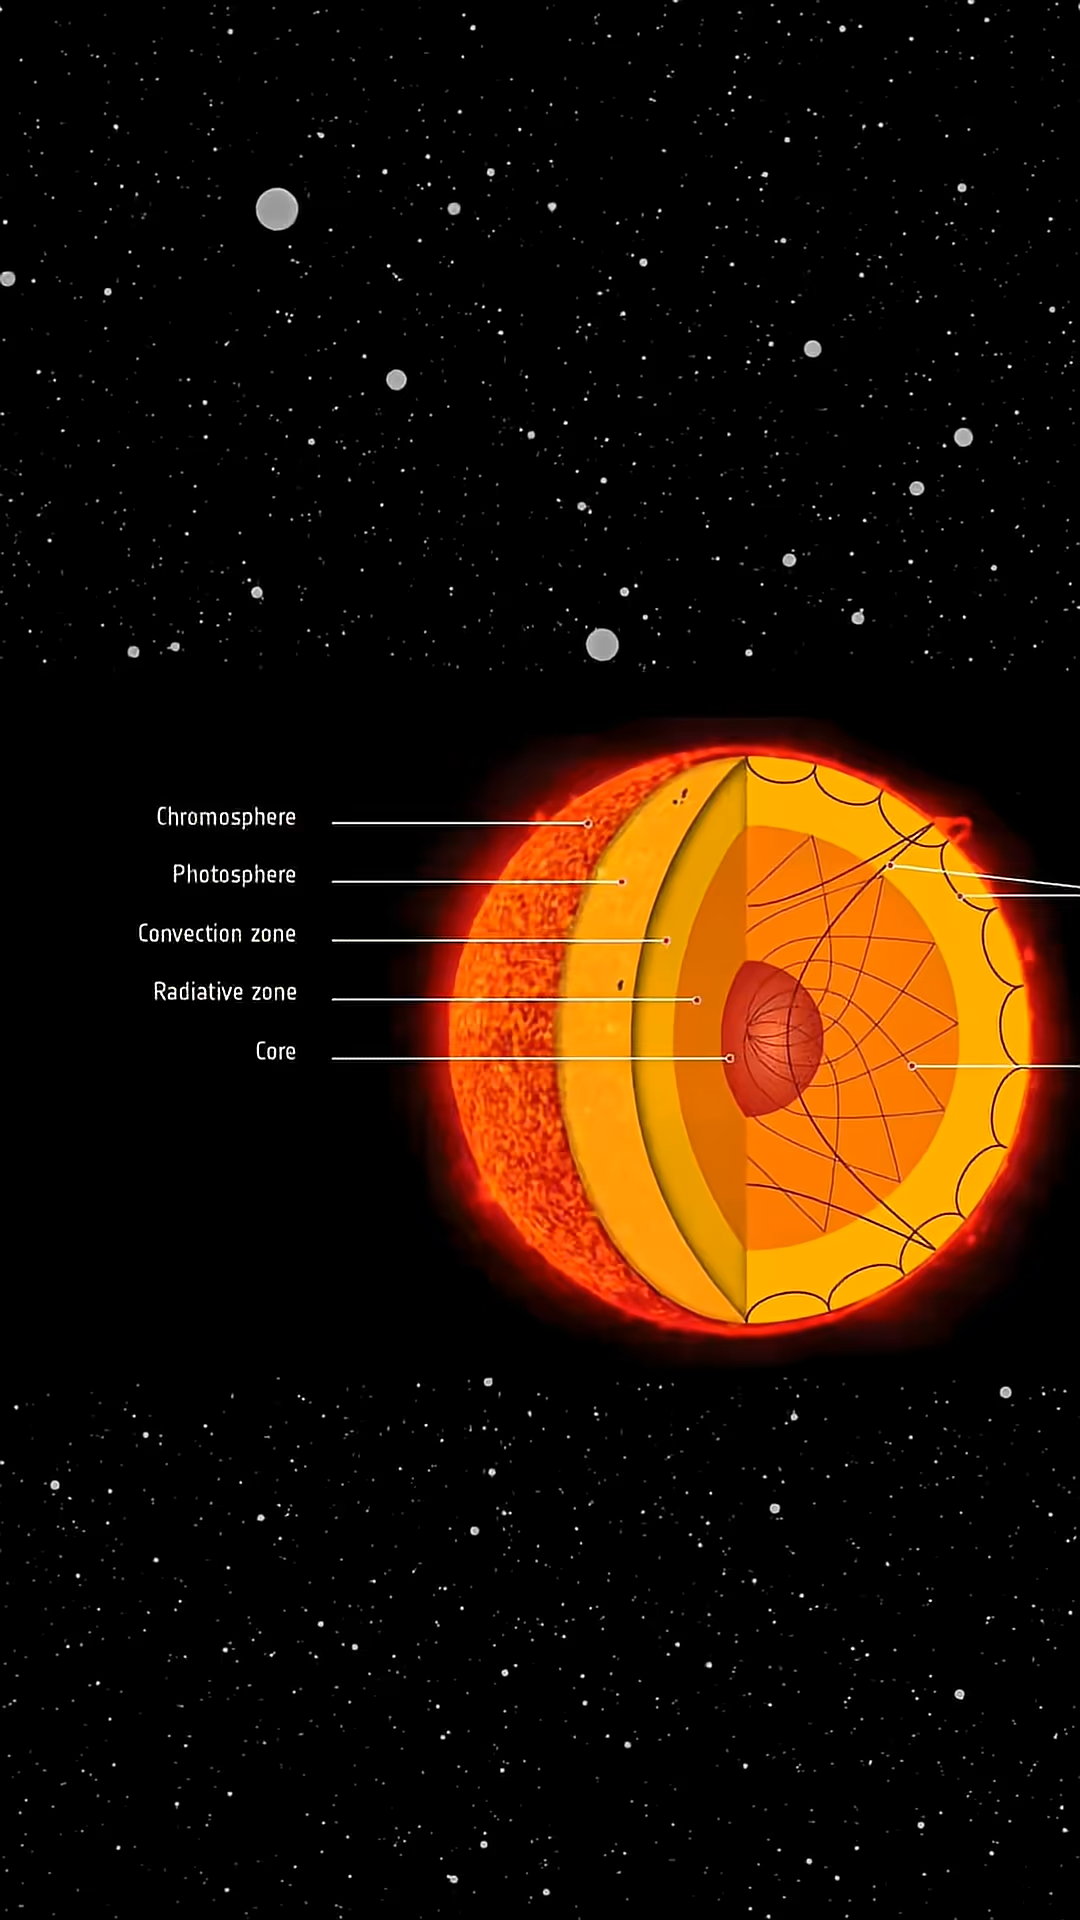 Chromosphere
Photosphere
Convection zone
Radiative zone
Core